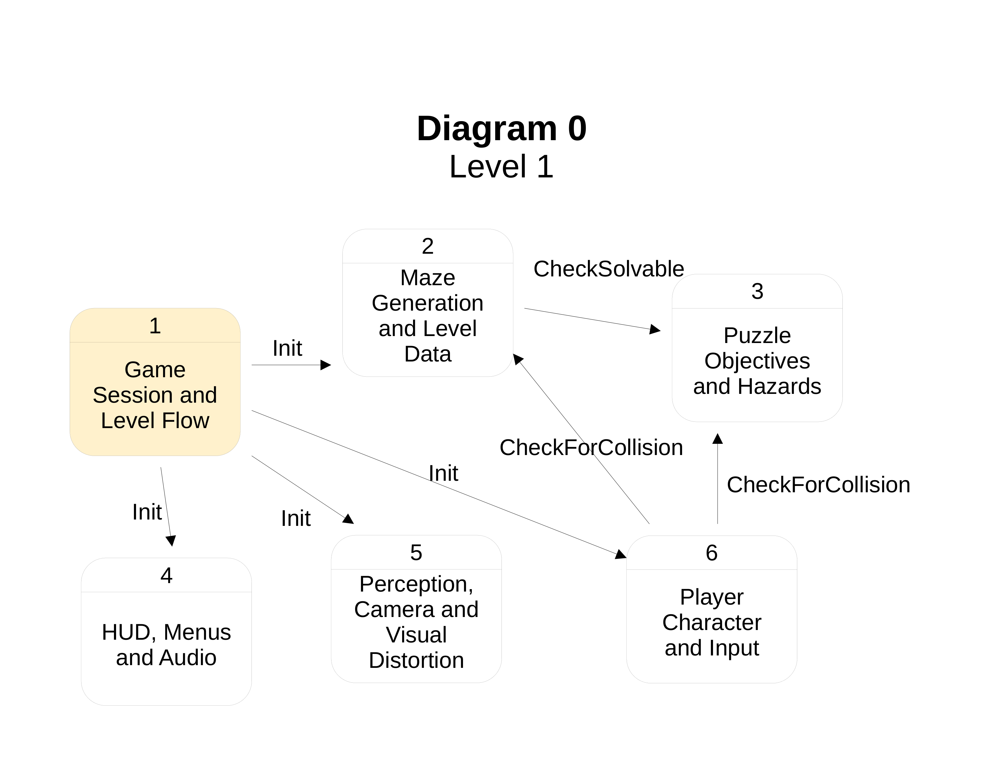 Diagram 0
Level 1
2
Maze
Generation
and Level
Data
CheckSolvable
3
Puzzle
Objectives
and Hazards
1
Game
Session and
Level Flow
Init
CheckForCollision
Init
CheckForCollision
Init
Init
4
HUD, Menus
and Audio
5
Perception,
Camera and
Visual
Distortion
6
Player
Character
and Input